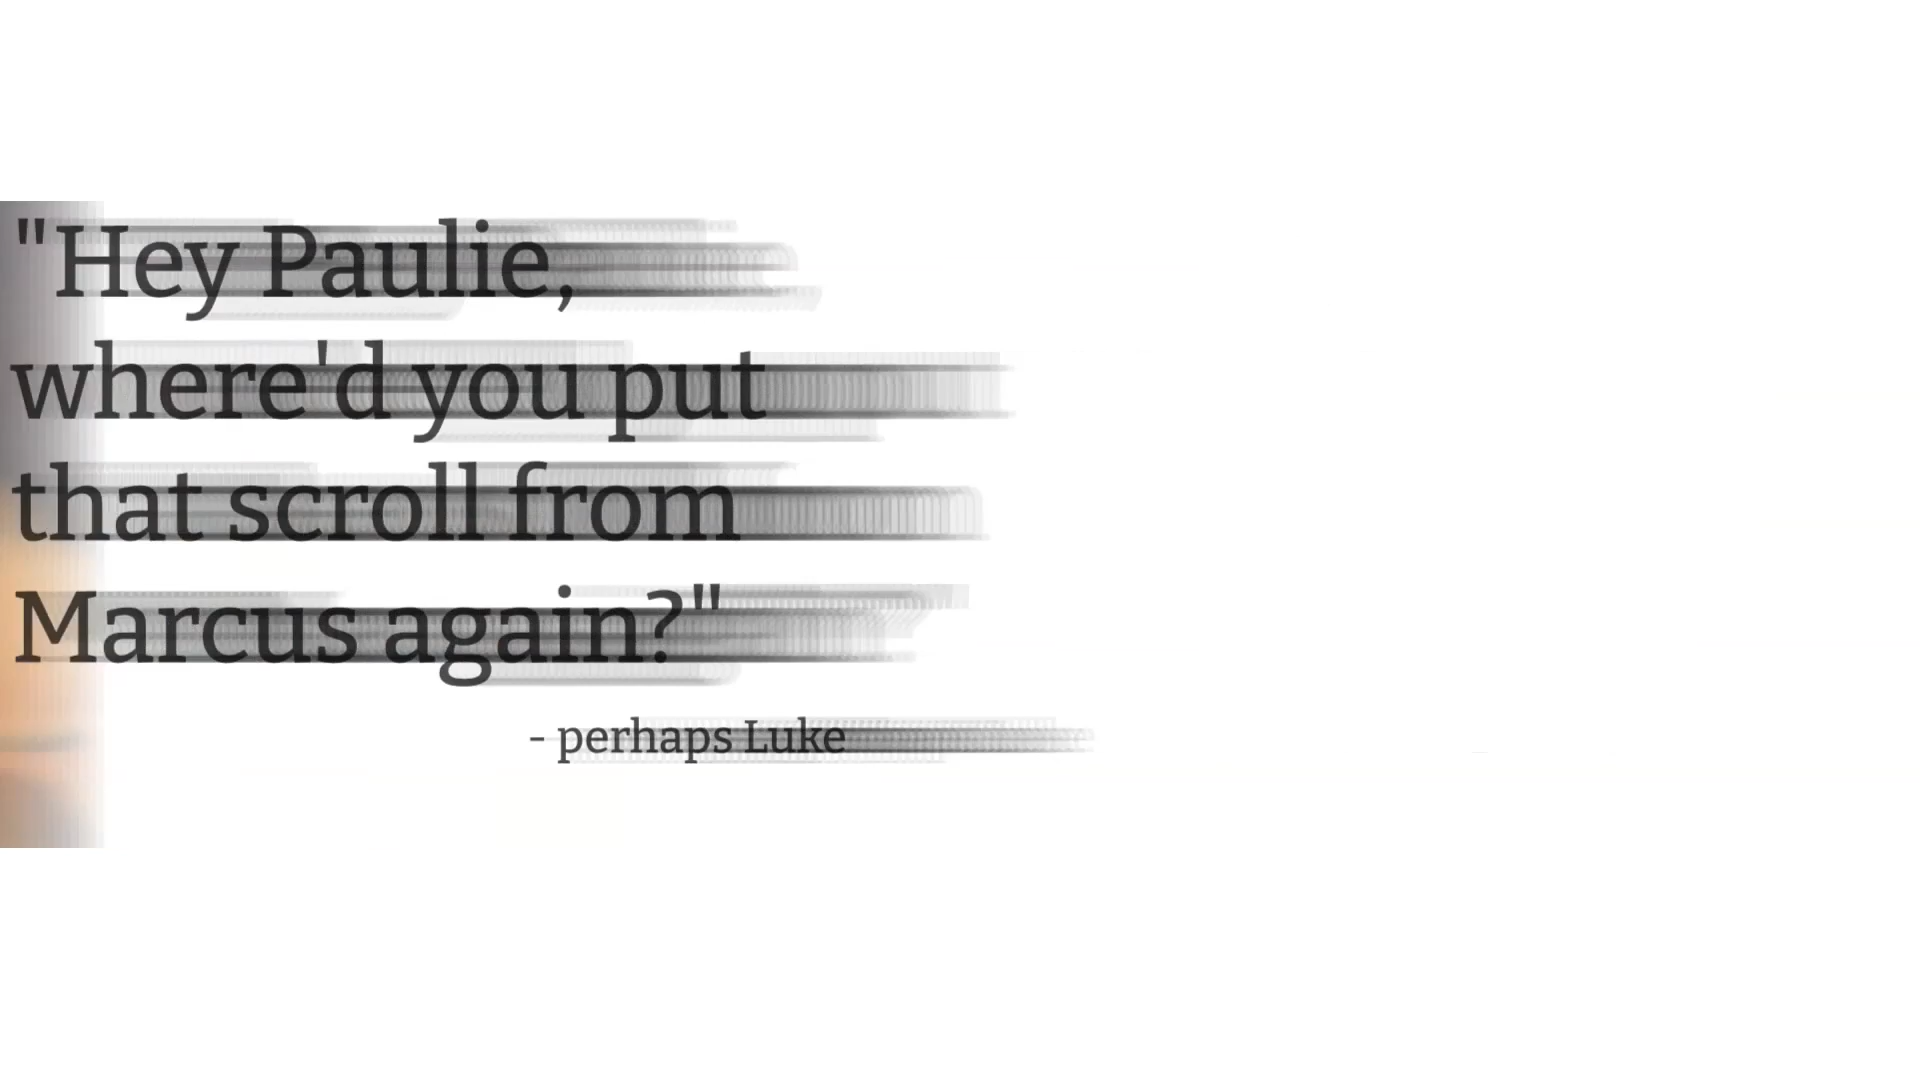 "Hey Paulie,
where'd you put
that scroll from
Marcus again?"
- perhaps Luke